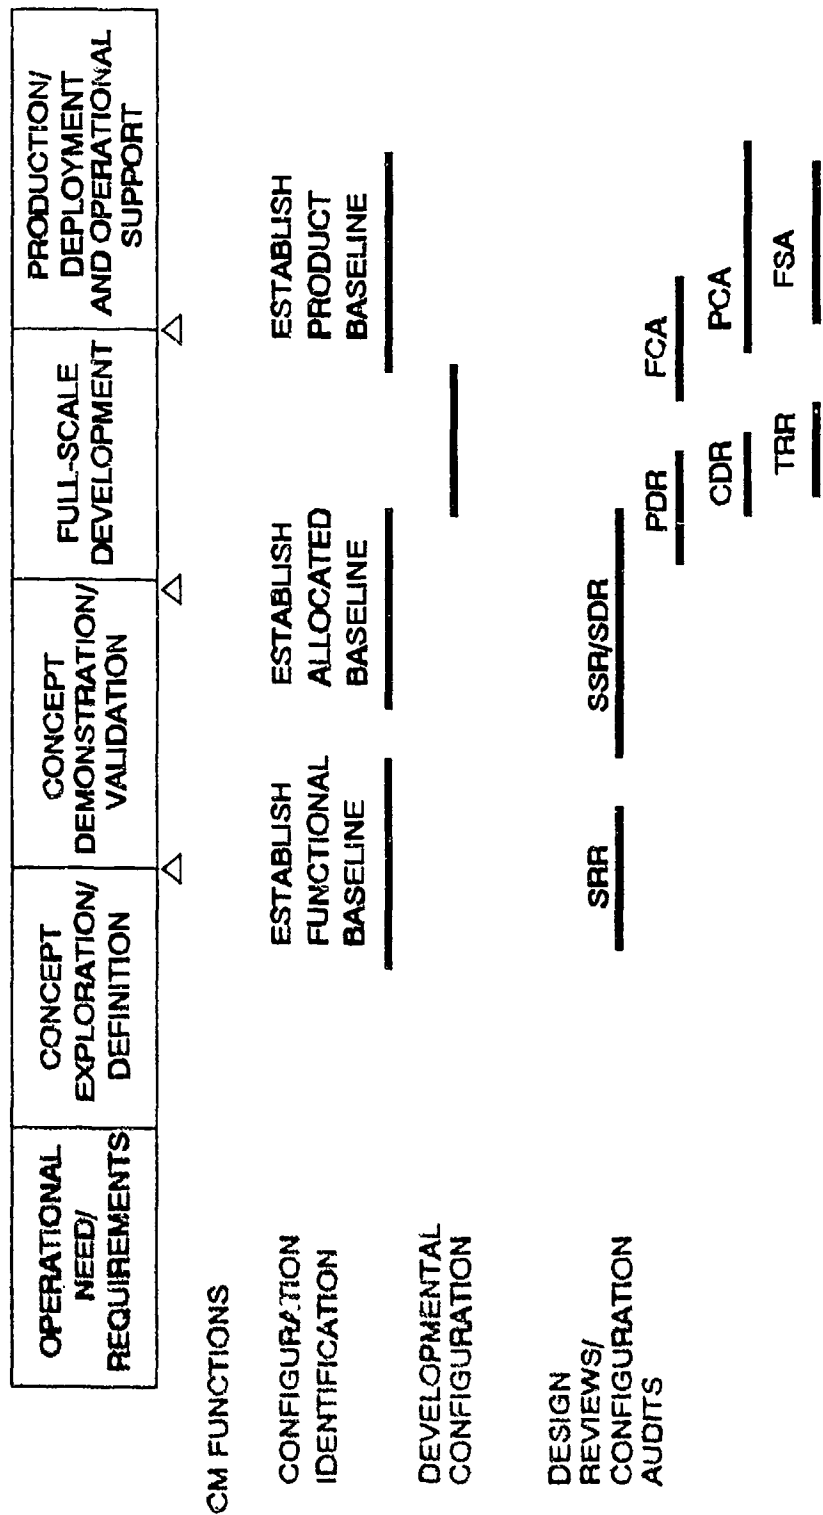 OPERATIONAL
NEED/
REQUIREMENTS
CONCEPT
EXPLORATION/
DEFINITION
CONCEPT
DEMONSTRATION/
VALIDATION
FULL-SCALE
DEVELOPMENT
PRODUCTION/
DEPLOYMENT
AND OPERATIONAL
SUPPORT
CM FUNCTIONS
CONFIGURATION
IDENTIFICATION
ESTABLISH
FUNCTIONAL
BASELINE
ESTABLISH
ALLOCATED
BASELINE
ESTABLISH
PRODUCT
BASELINE
DEVELOPMENTAL
CONFIGURATION
DESIGN
REVIEWS/
CONFIGURATION
AUDITS
SRR
SSR/SDR
PDR
FCA
CDR
PCA
TRR
FSA